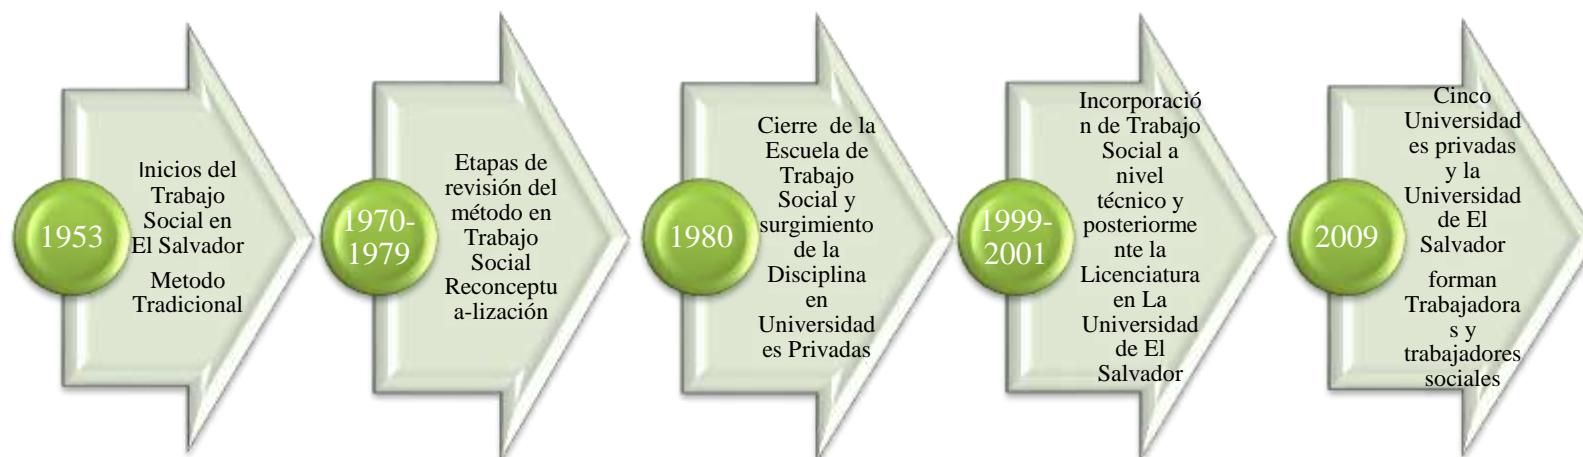 1953
Inicios del
Trabajo
Social en
El Salvador
Metodo
Tradicional
1970-
1979
Etapas de
revisión del
método en
Trabajo
Social
Reconceptu
a-lización
1980
Cierre de la
Escuela de
Trabajo
Social y
surgimiento
de la
Disciplina
en
Universidad
es Privadas
1999-
2001
Incorporació
n de Trabajo
Social a
nivel
técnico y
posteriorme
nte la
Licenciatura
en La
Universidad
de El
Salvador
2009
Cinco
Universidad
es privadas
y la
Universidad
de El
Salvador
forman
Trabajadora
s y
trabajadores
sociales